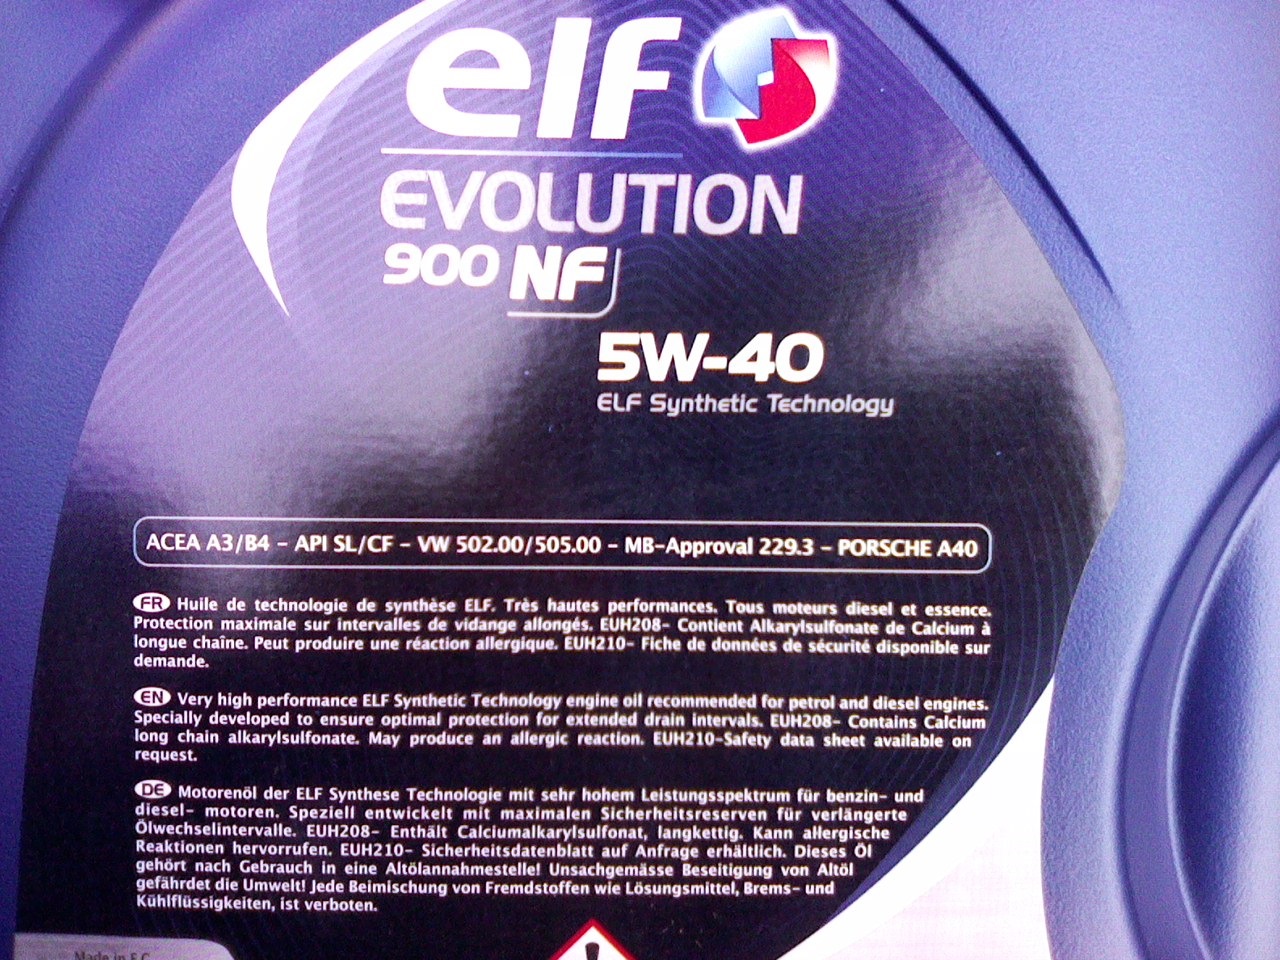 elf
EVOLUTION
900 NF
5W-40
ELF Synthetic Technology
ACEA A3/B4 – API SL/CF – VW 502.00/505.00 – MB-Approval 229.3 – PORSCHE A40
FR Huile de technologie de synthèse ELF. Très hautes performances. Tous moteurs diesel et essence.
Protection maximale sur intervalles de vidange allongés. EUH208- Contient Alkarylsulfonate de Calcium à
longue chaîne. Peut produire une réaction allergique. EUH210- Fiche de données de sécurité disponible sur
demande.
EN Very high performance ELF Synthetic Technology engine oil recommended for petrol and diesel engines.
Specially developed to ensure optimal protection for extended drain intervals. EUH208- Contains Calcium
long chain alkarylsulfonate. May produce an allergic reaction. EUH210-Safety data sheet available on
request.
DE Motorenöl der ELF Synthese Technologie mit sehr hohem Leistungsspektrum für benzin- und
diesel- motoren. Speziell entwickelt mit maximalen Sicherheitsreserven für verlängerte
Ölwechselintervalle. EUH208- Enthält Calciumalkarylsulfonat, langkettig. Kann allergische
Reaktionen hervorrufen. EUH210- Sicherheitsdatenblatt auf Anfrage erhältlich. Dieses Öl
gehört nach Gebrauch in eine Altölannahmestelle! Unsachgemässe Beseitigung von Altöl
gefährdet die Umwelt! Jede Beimischung von Fremdstoffen wie Lösungsmittel, Brems- und
Kühlflüssigkeiten, ist verboten.
Made in E.C.